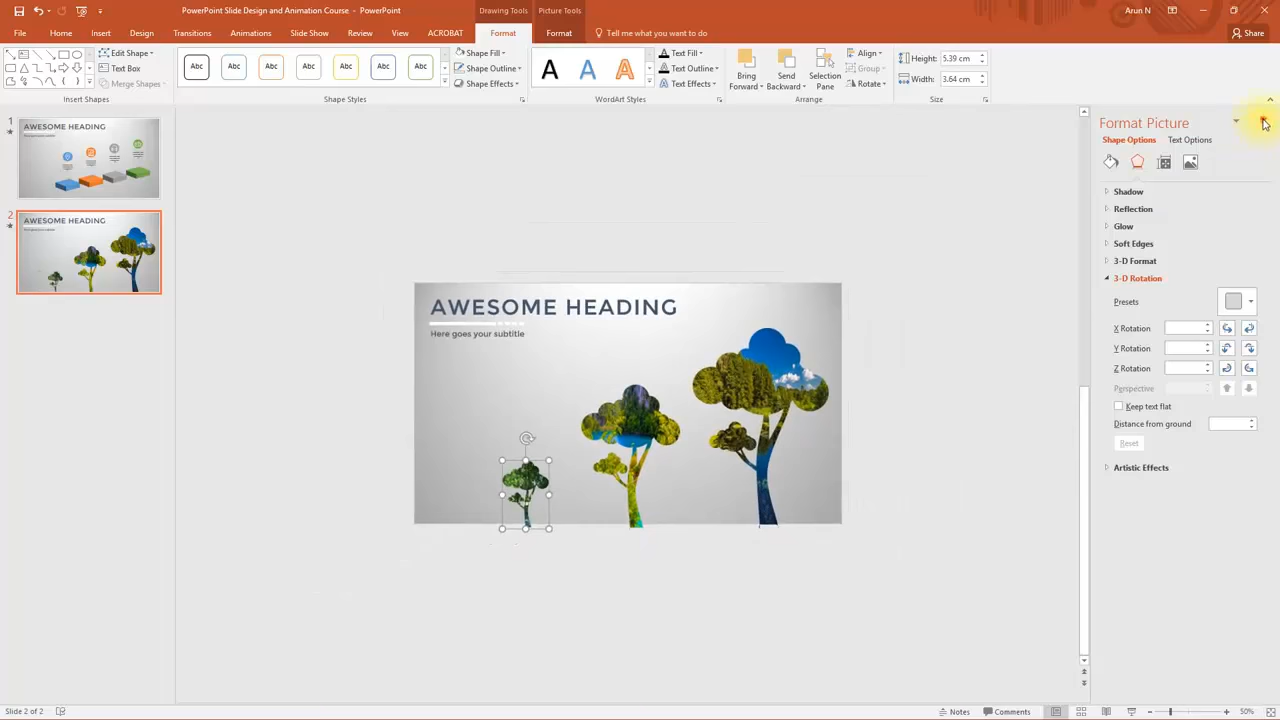 PowerPoint Slide Design and Animation Course - PowerPoint
Drawing Tools
Picture Tools
Arun N
File
Home
Insert
Design
Transitions
Animations
Slide Show
Review
View
ACROBAT
Format
Format
Tell me what you want to do
Share
Edit Shape
Text Box
Merge Shapes
Insert Shapes
Abc
Abc
Abc
Abc
Abc
Abc
Shape Fill
Shape Outline
Shape Effects
Shape Styles
A
A
A
Text Fill
Text Outline
Text Effects
WordArt Styles
Bring
Forward
Send
Backward
Selection
Pane
Align
Group
Rotate
Arrange
Height: 5.39 cm
Width: 3.64 cm
Size
1
AWESOME HEADING
2
AWESOME HEADING
AWESOME HEADING
Here goes your subtitle
Format Picture
Shape Options
Text Options
Shadow
Reflection
Glow
Soft Edges
3-D Format
3-D Rotation
Presets
X Rotation
Y Rotation
Z Rotation
Perspective
Keep text flat
Distance from ground
Reset
Artistic Effects
Slide 2 of 2
Notes
Comments
50%